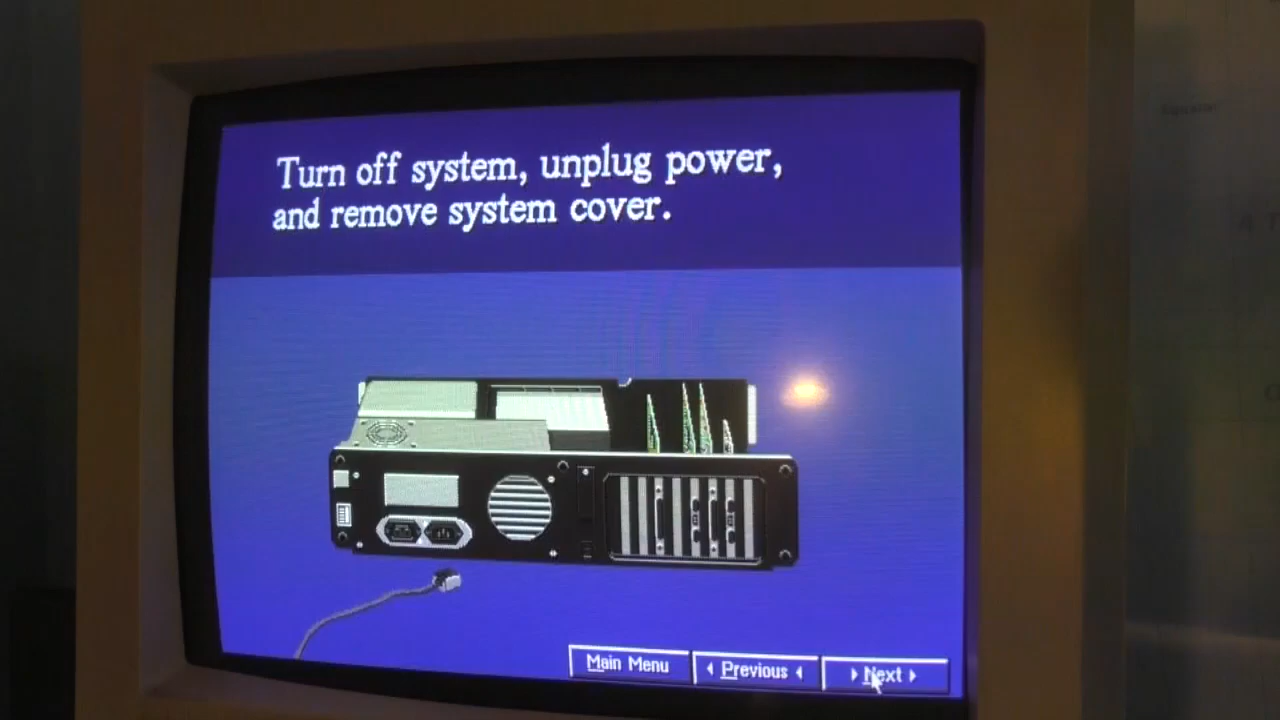 Turn off system, unplug power,
and remove system cover.
Main Menu
Previous
Next